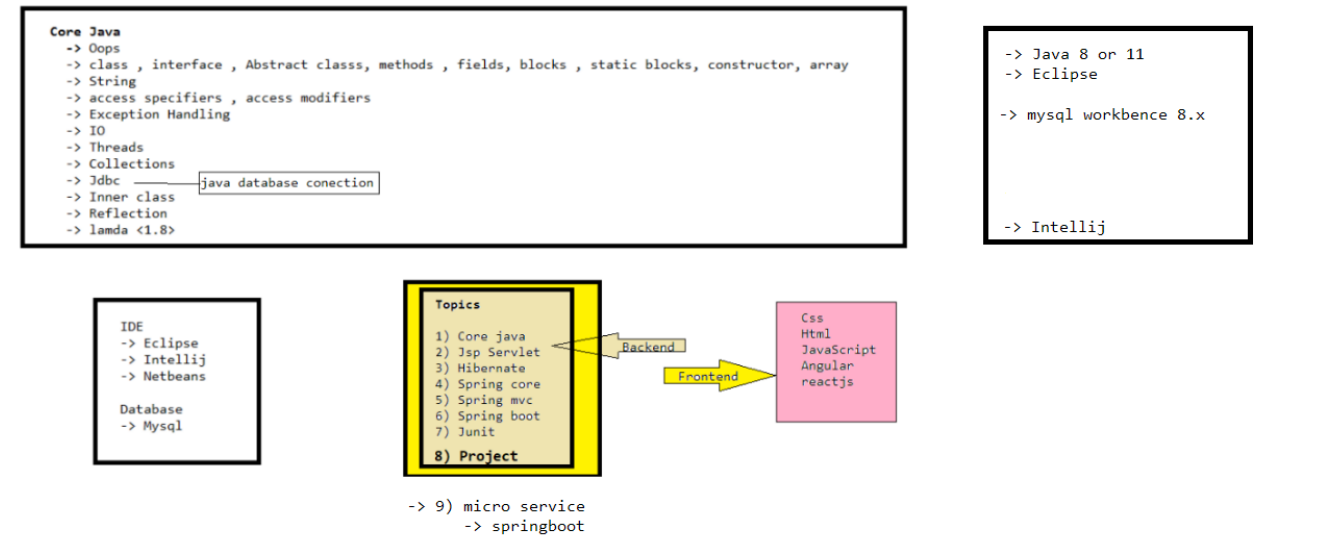 Core Java
-> Oops
-> class , interface , Abstract classs, methods , fields, blocks , static blocks, constructor, array
-> String
-> access specifiers , access modifiers
-> Exception Handling
-> IO
-> Threads
-> Collections
-> Jdbc
java database conection
-> Inner class
-> Reflection
-> lamda <1.8>
-> Java 8 or 11
-> Eclipse
-> mysql workbence 8.x
-> Intellij
IDE
-> Eclipse
-> Intellij
-> Netbeans
Database
-> Mysql
Topics
1) Core java
2) Jsp Servlet
3) Hibernate
4) Spring core
5) Spring mvc
6) Spring boot
7) Junit
8) Project
Backend
Frontend
Css
Html
JavaScript
Angular
reactjs
-> 9) micro service
-> springboot